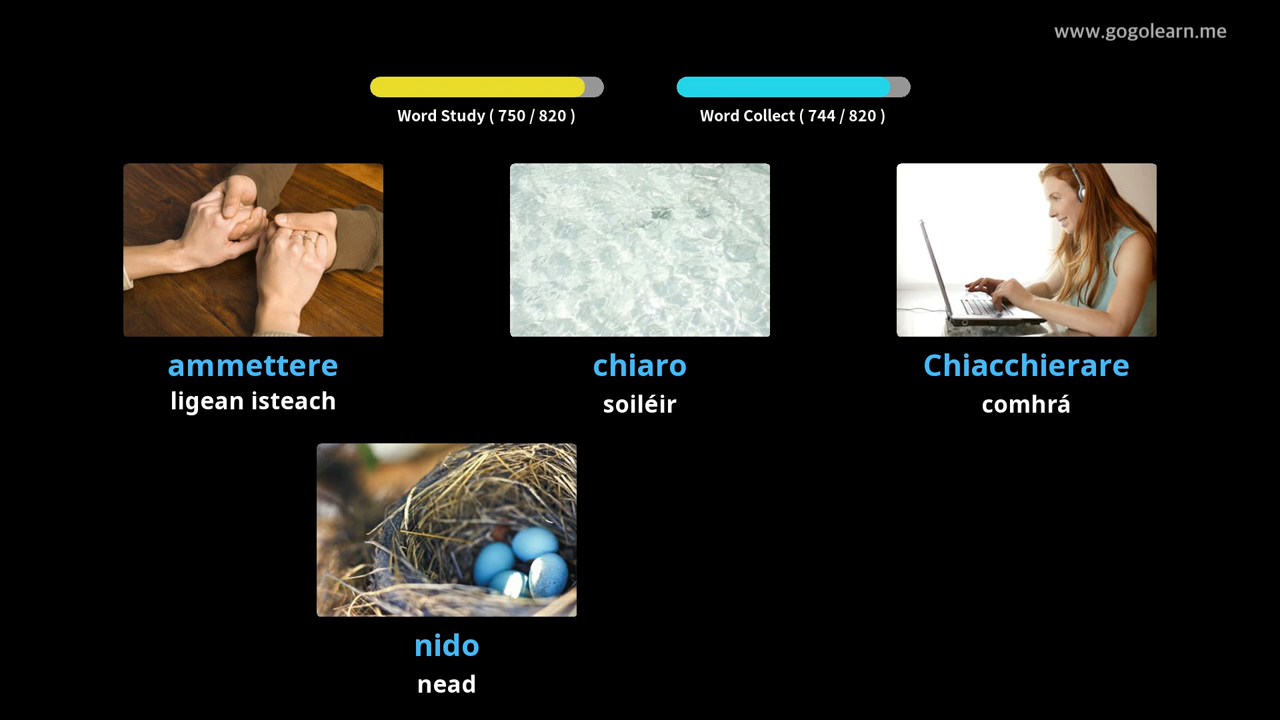 www.gogolearn.me
Word Study ( 750 / 820 )
Word Collect ( 744 / 820 )
ammettere
ligean isteach
chiaro
soiléir
Chiacchierare
comhrá
nido
nead